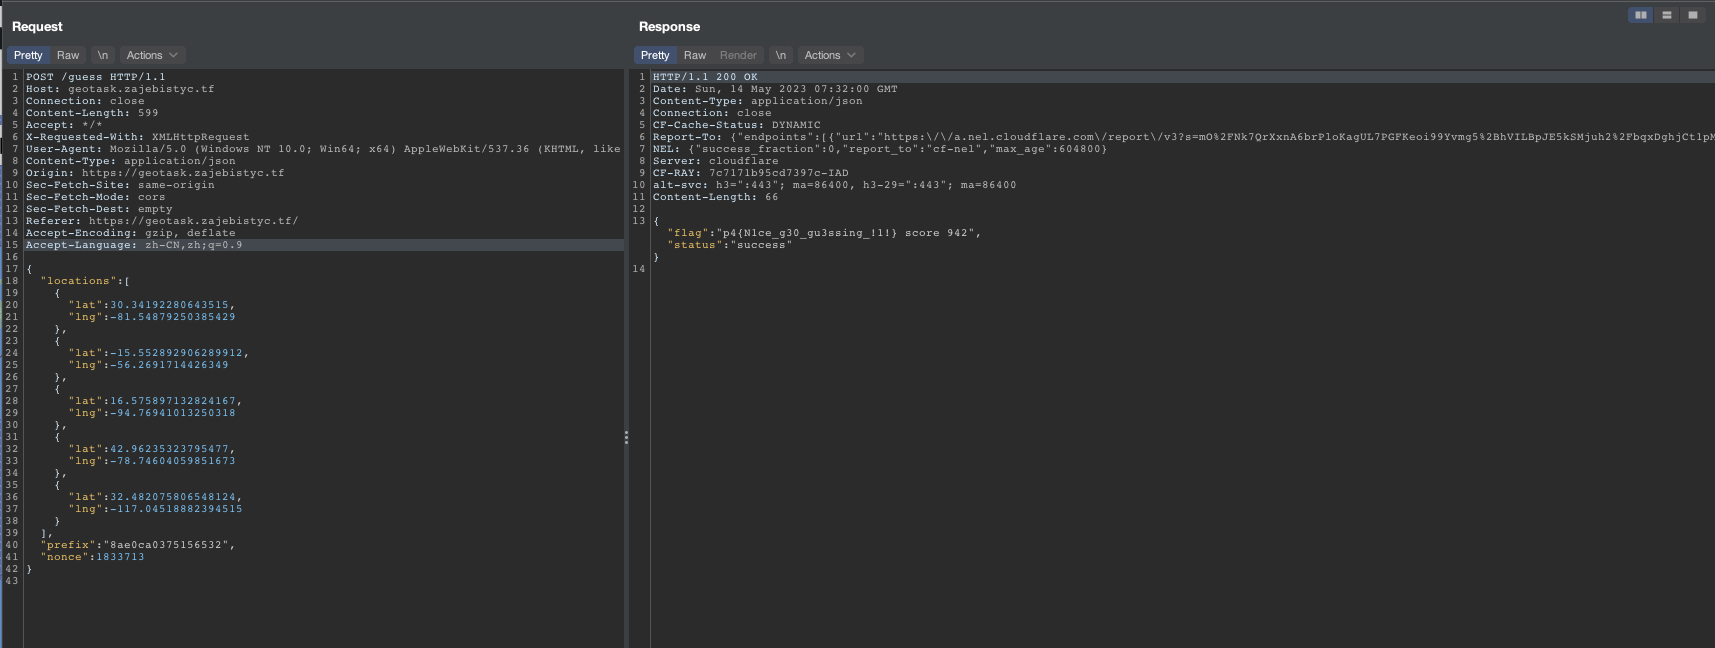 Request
Pretty Raw \n Actions
1 POST /guess HTTP/1.1
2 Host: geotask.zajebistyc.tf
3 Connection: close
4 Content-Length: 599
5 Accept: */*
6 X-Requested-With: XMLHttpRequest
7 User-Agent: Mozilla/5.0 (Windows NT 10.0; Win64; x64) AppleWebKit/537.36 (KHTML, like
8 Content-Type: application/json
9 Origin: https://geotask.zajebistyc.tf
10 Sec-Fetch-Site: same-origin
11 Sec-Fetch-Mode: cors
12 Sec-Fetch-Dest: empty
13 Referer: https://geotask.zajebistyc.tf/
14 Accept-Encoding: gzip, deflate
15 Accept-Language: zh-CN,zh;q=0.9
16
17 {
18 "locations":[
19 {
20 "lat":30.34192280643515,
21 "lng":-81.54879250385429
22 },
23 {
24 "lat":-15.552892906289912,
25 "lng":-56.2691714426349
26 },
27 {
28 "lat":16.575897132824167,
29 "lng":-94.76941013250318
30 },
31 {
32 "lat":42.96235323795477,
33 "lng":-78.74604059851673
34 },
35 {
36 "lat":32.482075806548124,
37 "lng":-117.04518882394515
38 }
39 ],
40 "prefix":"8ae0ca0375156532",
41 "nonce":1833713
42 }
43
Response
Pretty Raw Render \n Actions
1 HTTP/1.1 200 OK
2 Date: Sun, 14 May 2023 07:32:00 GMT
3 Content-Type: application/json
4 Connection: close
5 CF-Cache-Status: DYNAMIC
6 Report-To: {"endpoints":[{"url":"https:\/\/a.nel.cloudflare.com\/report\/v3?s=
7 NEL: {"success_fraction":0,"report_to":"cf-nel","max_age":604800}
8 Server: cloudflare
9 CF-RAY: 7c7171b95cd7397c-IAD
10 alt-svc: h3=":443"; ma=86400, h3-29=":443"; ma=86400
11 Content-Length: 66
12
13 {
"flag":"p4{N1ce_g30_gu3ssing_!1!} score 942",
"status":"success"
}
14